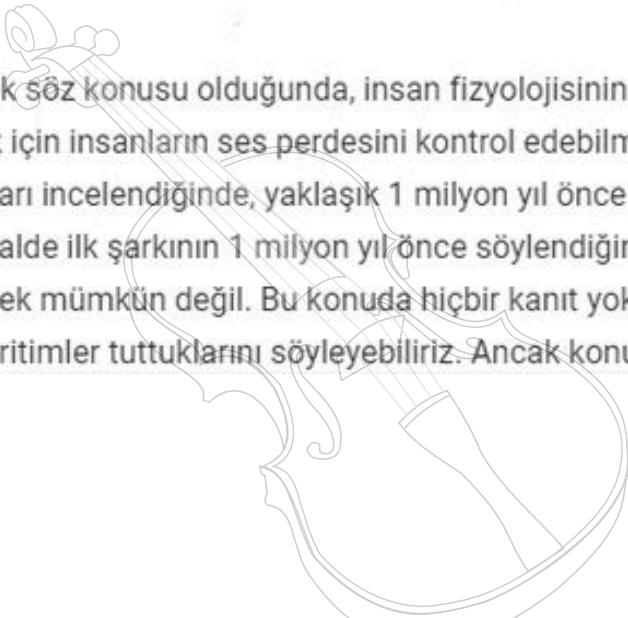 k söz konusu olduğunda, insan fizyolojisinin
için insanların ses perdesini kontrol edebilm
arı incelendiğinde, yaklaşık 1 milyon yıl önce
alde ilk şarkının 1 milyon yıl önce söylendiğin
ek mümkün değil. Bu konuda hiçbir kanıt yok
ritimler tuttuklarını söyleyebiliriz. Ancak konu